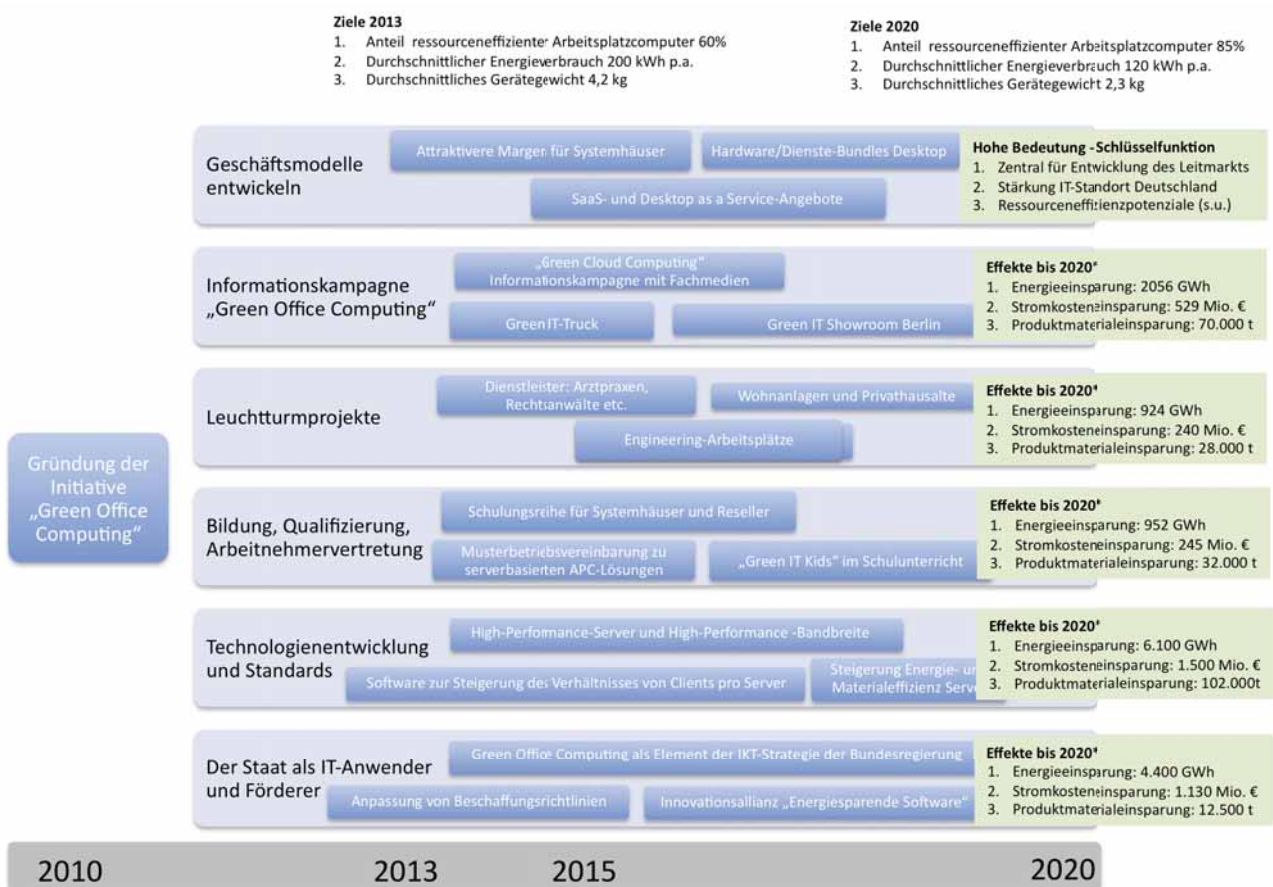 Ziele 2013
1. Anteil ressourceneffizienter Arbeitsplatzcomputer 60%
2. Durchschnittlicher Energieverbrauch 200 kWh p.a.
3. Durchschnittliches Gerätegewicht 4,2 kg
Ziele 2020
1. Anteil ressourceneffizienter Arbeitsplatzcomputer 85%
2. Durchschnittlicher Energieverbrauch 120 kWh p.a.
3. Durchschnittliches Gerätegewicht 2,3 kg
Gründung der
Initiative
„Green Office
Computing“
Geschäftsmodelle
entwickeln
Attraktivere Margen für Systemhäuser
Hardware/Dienste-Bundles Desktop
SaaS- und Desktop as a Service-Angebote
Hohe Bedeutung - Schlüsselfunktion
1. Zentral für Entwicklung des Leitmarkts
2. Stärkung IT-Standort Deutschland
3. Ressourceneffizienzpotenziale (s.u.)
Informationskampagne
„Green Office Computing“
„Green Cloud Computing“
Informationskampagne mit Fachmedien
Green IT-Truck
Green IT Showroom Berlin
Effekte bis 2020*
1. Energieeinsparung: 2056 GWh
2. Stromkosteneinsparung: 529 Mio. €
3. Produktmaterialeinsparung: 70.000 t
Leuchtturmprojekte
Dienstleister: Arztpraxen,
Rechtsanwälte etc.
Wohnanlagen und Privathausalte
Engineering-Arbeitsplätze
Effekte bis 2020*
1. Energieeinsparung: 924 GWh
2. Stromkosteneinsparung: 240 Mio. €
3. Produktmaterialeinsparung: 28.000 t
Bildung, Qualifizierung,
Arbeitnehmervertretung
Schulungsreihe für Systemhäuser und Reseller
Musterbetriebsvereinbarung zu
serverbasierten APC-Lösungen
„Green IT Kids“ im Schulunterricht
Effekte bis 2020*
1. Energieeinsparung: 952 GWh
2. Stromkosteneinsparung: 245 Mio. €
3. Produktmaterialeinsparung: 32.000 t
Technologienentwicklung
und Standards
High-Performance-Server und High-Performance -Bandbreite
Software zur Steigerung des Verhältnisses von Clients pro Server
Steigerung Energie- un
Materialeffizienz Serve
Effekte bis 2020*
1. Energieeinsparung: 6.100 GWh
2. Stromkosteneinsparung: 1.500 Mio. €
3. Produktmaterialeinsparung: 102.000t
Der Staat als IT-Anwender
und Förderer
Green Office Computing als Element der IKT-Strategie der Bundesregierung
Anpassung von Beschaffungsrichtlinien
Innovationsallianz „Energiesparende Software“
Effekte bis 2020*
1. Energieeinsparung: 4.400 GWh
2. Stromkosteneinsparung: 1.130 Mio. €
3. Produktmaterialeinsparung: 12.500 t
2010
2013
2015
2020